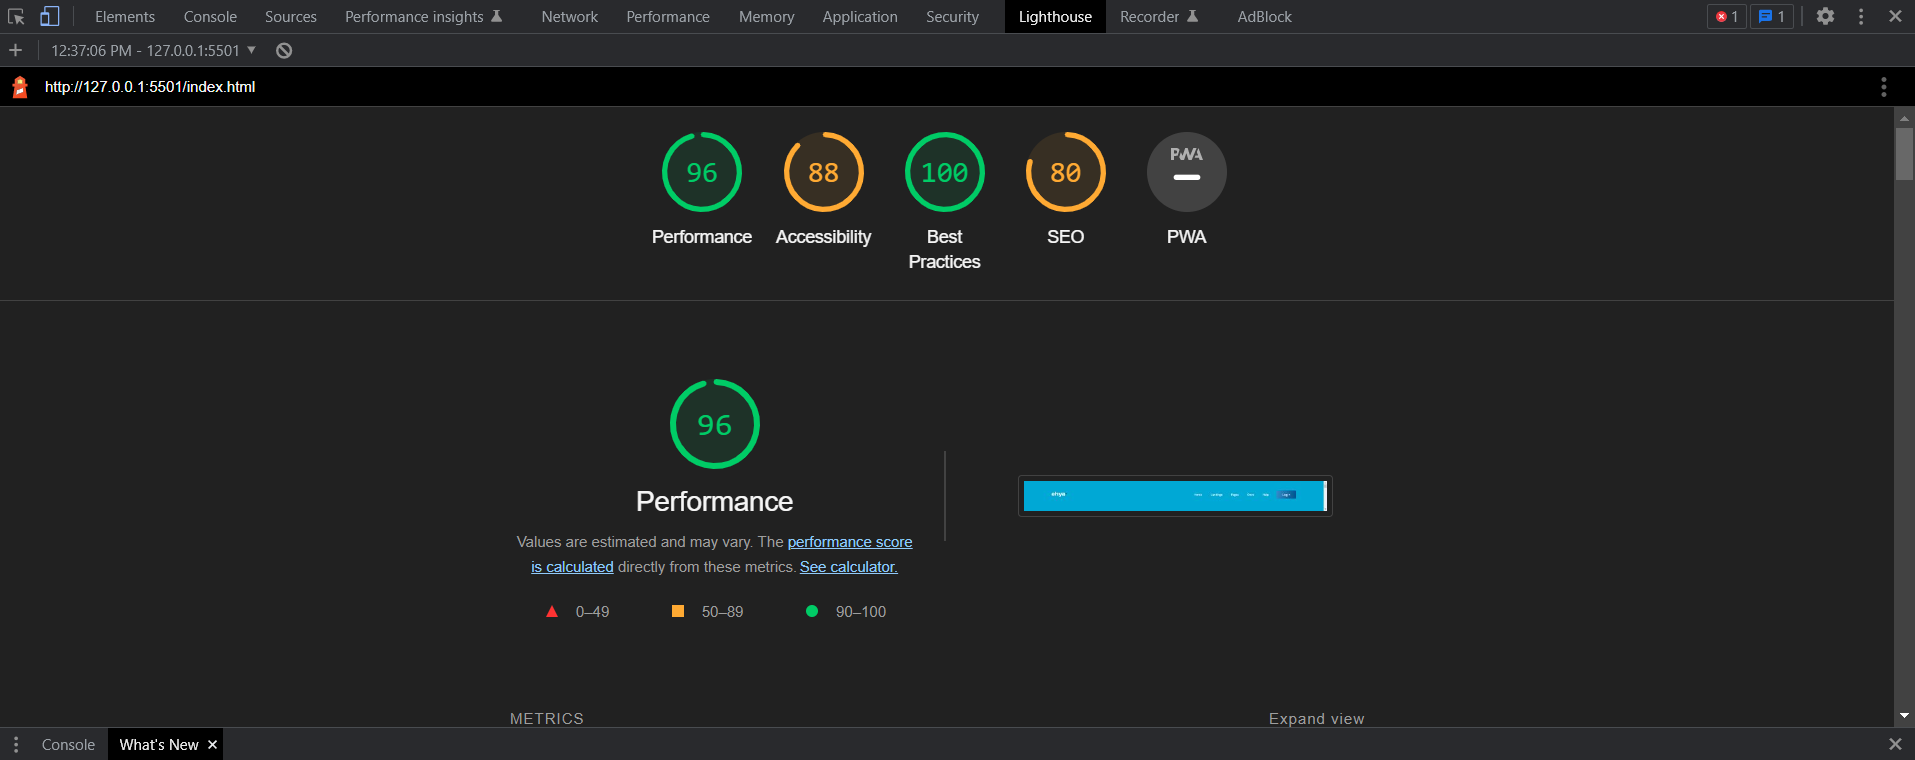 Elements Console Sources Performance insights Network Performance Memory Application Security Lighthouse Recorder AdBlock 1 1
12:37:06 PM - 127.0.0.1:5501
http://127.0.0.1:5501/index.html
96 88 100 80 PWA
Performance Accessibility Best Practices SEO PWA
96
Performance
Values are estimated and may vary. The performance score
is calculated directly from these metrics. See calculator.
0–49 50–89 90–100
METRICS Expand view
Console What's New